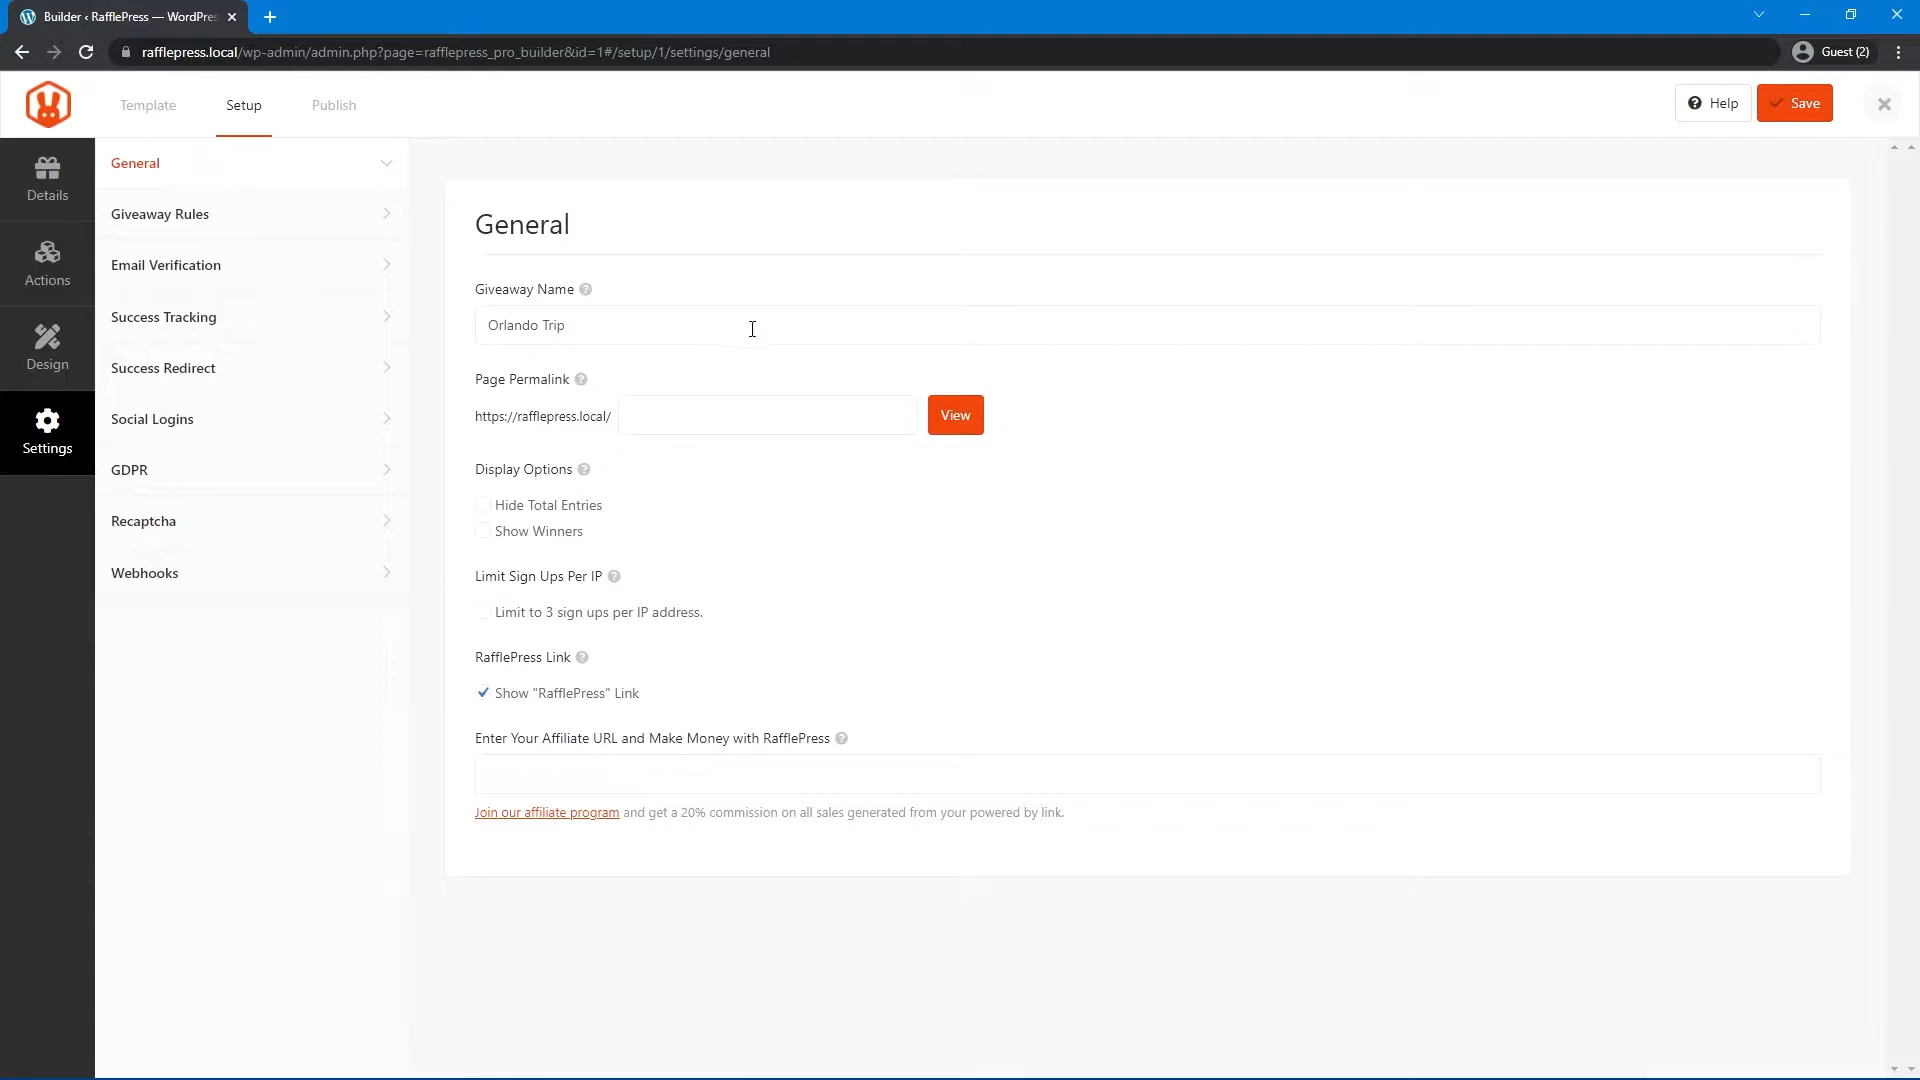 Builder ‹ RafflePress — WordPres
rafflepress.local/wp-admin/admin.php?page=rafflepress_pro_builder&id=1#/setup/1/settings/general
Guest (2)
Template
Setup
Publish
Help
Save
Details
Actions
Design
Settings
General
Giveaway Rules
Email Verification
Success Tracking
Success Redirect
Social Logins
GDPR
Recaptcha
Webhooks
General
Giveaway Name
Orlando Trip
Page Permalink
https://rafflepress.local/
View
Display Options
Hide Total Entries
Show Winners
Limit Sign Ups Per IP
Limit to 3 sign ups per IP address.
RafflePress Link
Show "RafflePress" Link
Enter Your Affiliate URL and Make Money with RafflePress
Join our affiliate program and get a 20% commission on all sales generated from your powered by link.